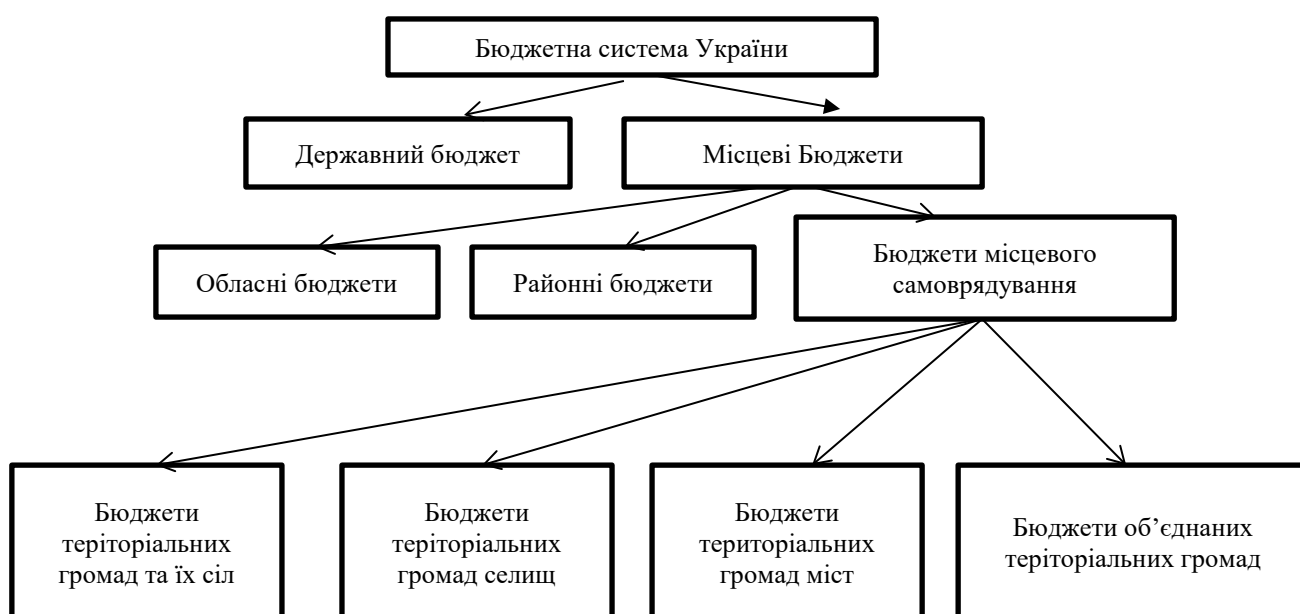 Бюджетна система України
Державний бюджет
Місцеві Бюджети
Обласні бюджети
Районні бюджети
Бюджети місцевого
самоврядування
Бюджети
теріторіальних
громад та їх сіл
Бюджети
теріторіальних
громад селищ
Бюджети
територіальних
громад міст
Бюджети об’єднаних
теріторіальних громад